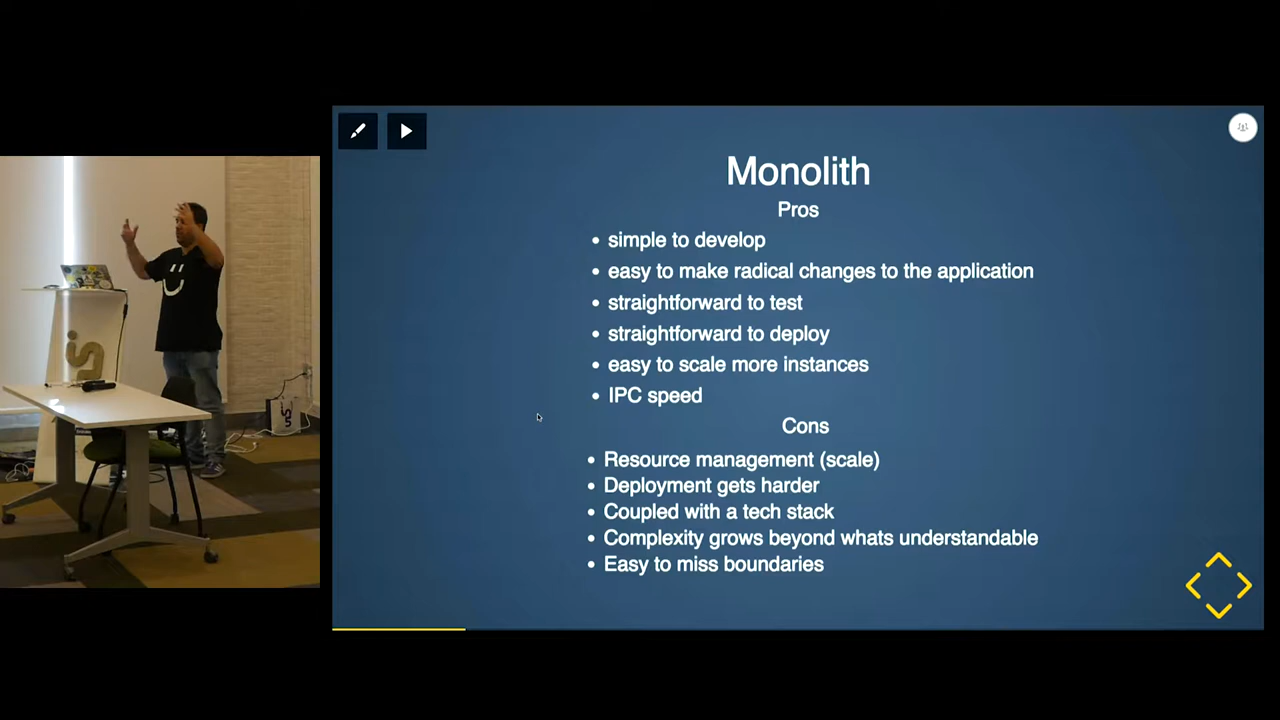 Monolith
Pros
• simple to develop
• easy to make radical changes to the application
• straightforward to test
• straightforward to deploy
• easy to scale more instances
• IPC speed
Cons
• Resource management (scale)
• Deployment gets harder
• Coupled with a tech stack
• Complexity grows beyond whats understandable
• Easy to miss boundaries